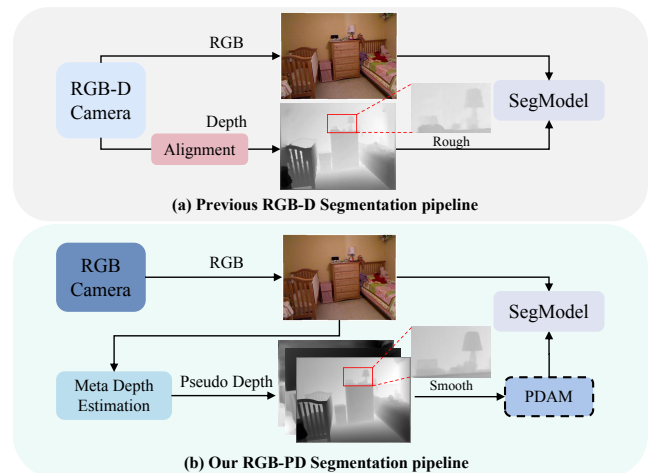 RGB
RGB-D
Camera
Depth
Alignment
Rough
SegModel
(a) Previous RGB-D Segmentation pipeline
RGB
Camera
RGB
SegModel
Meta Depth
Estimation
Pseudo Depth
Smooth
PDAM
(b) Our RGB-PD Segmentation pipeline